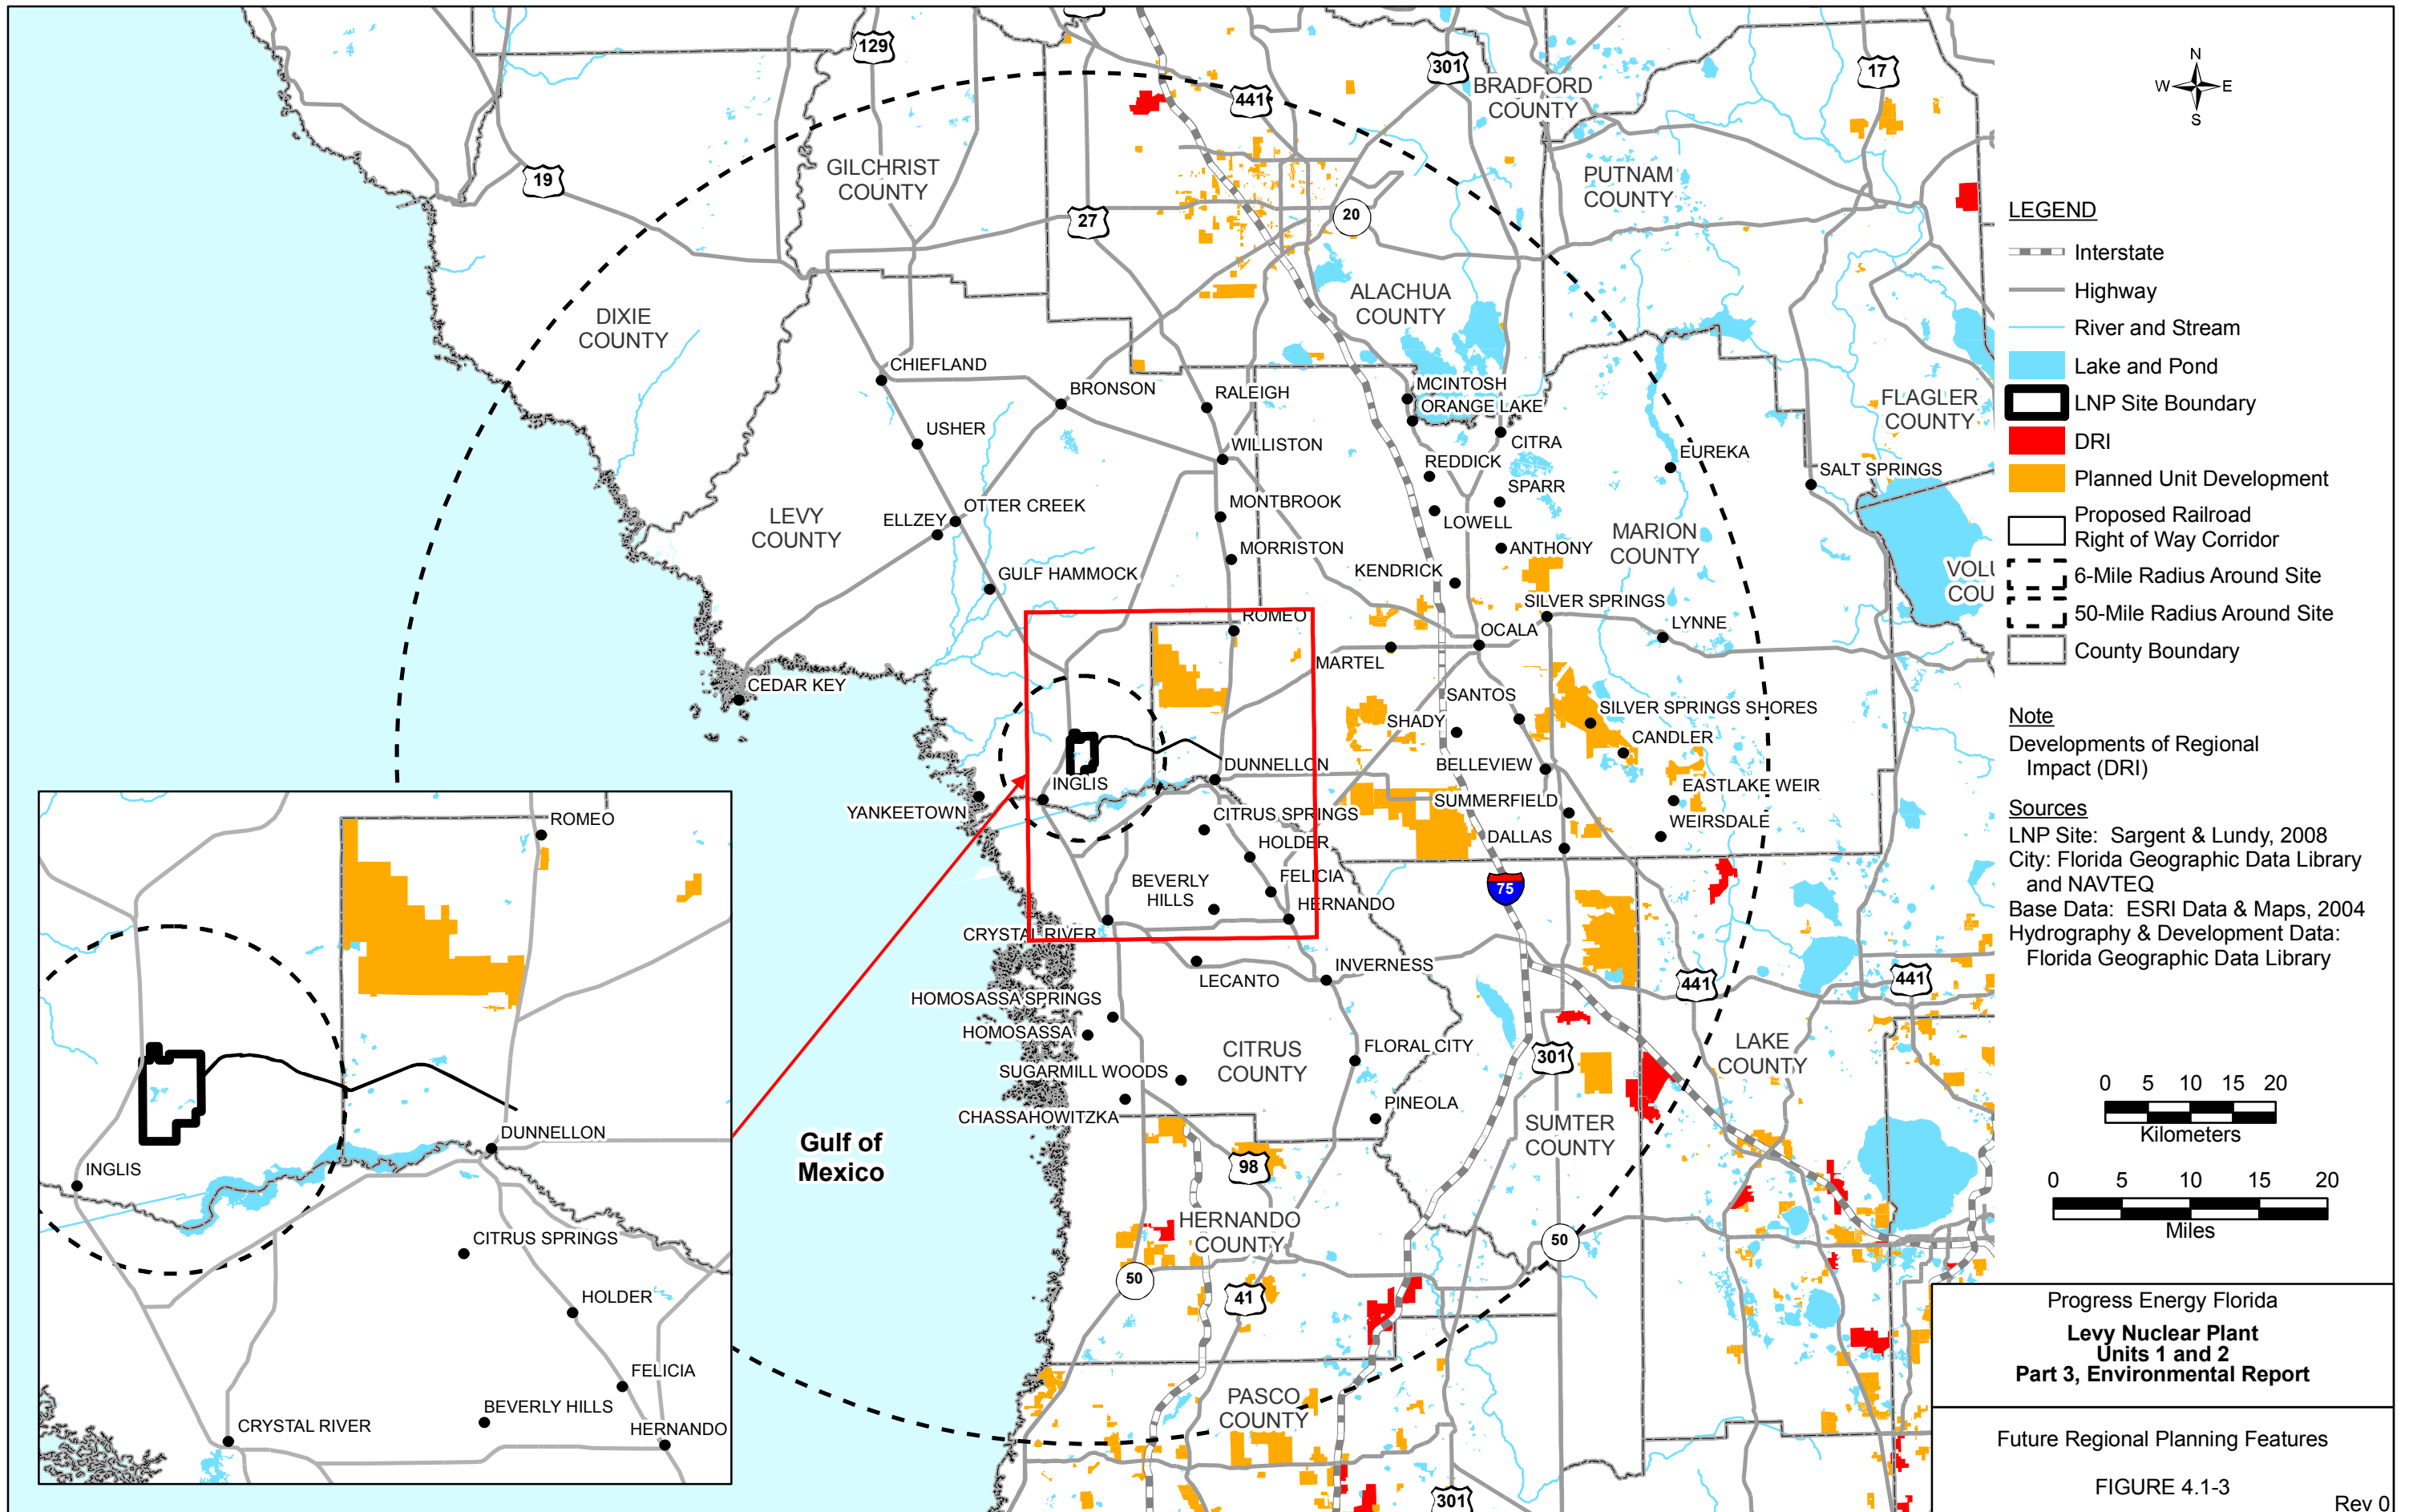 129
441
301
BRADFORD
COUNTY
17
N
W
E
S
19
GILCHRIST
COUNTY
27
20
PUTNAM
COUNTY
DIXIE
COUNTY
ALACHUA
COUNTY
CHIEFLAND
BRONSON
RALEIGH
MCINTOSH
ORANGE LAKE
FLAGLER
COUNTY
USHER
WILLISTON
CITRA
REDDICK
EUREKA
SALT SPRINGS
SPARR
LEVY
COUNTY
ELLZEY
OTTER CREEK
MONTBROOK
LOWELL
MARION
COUNTY
MORRISTON
ANTHONY
GULF HAMMOCK
KENDRICK
VOLU
COU
SILVER SPRINGS
ROMEO
LYNNE
OCALA
MARTEL
CEDAR KEY
SANTOS
SILVER SPRINGS SHORES
SHADY
CANDLER
DUNNELLON
BELLEVIEW
INGLIS
EASTLAKE WEIR
YANKEETOWN
SUMMERFIELD
CITRUS SPRINGS
WEIRSDALE
DALLAS
HOLDER
FELICIA
75
BEVERLY
HILLS
HERNANDO
CRYSTAL RIVER
INVERNESS
LECANTO
441
441
HOMOSASSA SPRINGS
HOMOSASSA
FLORAL CITY
CITRUS
COUNTY
301
LAKE
COUNTY
SUGARMILL WOODS
PINEOLA
CHASSAHOWITZKA
SUMTER
COUNTY
Gulf of
Mexico
98
HERNANDO
COUNTY
50
50
41
PASCO
COUNTY
301
ROMEO
DUNNELLON
INGLIS
CITRUS SPRINGS
HOLDER
FELICIA
BEVERLY HILLS
CRYSTAL RIVER
HERNANDO
LEGEND
Interstate
Highway
River and Stream
Lake and Pond
LNP Site Boundary
DRI
Planned Unit Development
Proposed Railroad
Right of Way Corridor
6-Mile Radius Around Site
50-Mile Radius Around Site
County Boundary
Note
Developments of Regional
Impact (DRI)
Sources
LNP Site: Sargent & Lundy, 2008
City: Florida Geographic Data Library
and NAVTEQ
Base Data: ESRI Data & Maps, 2004
Hydrography & Development Data:
Florida Geographic Data Library
0 5 10 15 20
Kilometers
0 5 10 15 20
Miles
Progress Energy Florida
Levy Nuclear Plant
Units 1 and 2
Part 3, Environmental Report
Future Regional Planning Features
FIGURE 4.1-3
Rev 0